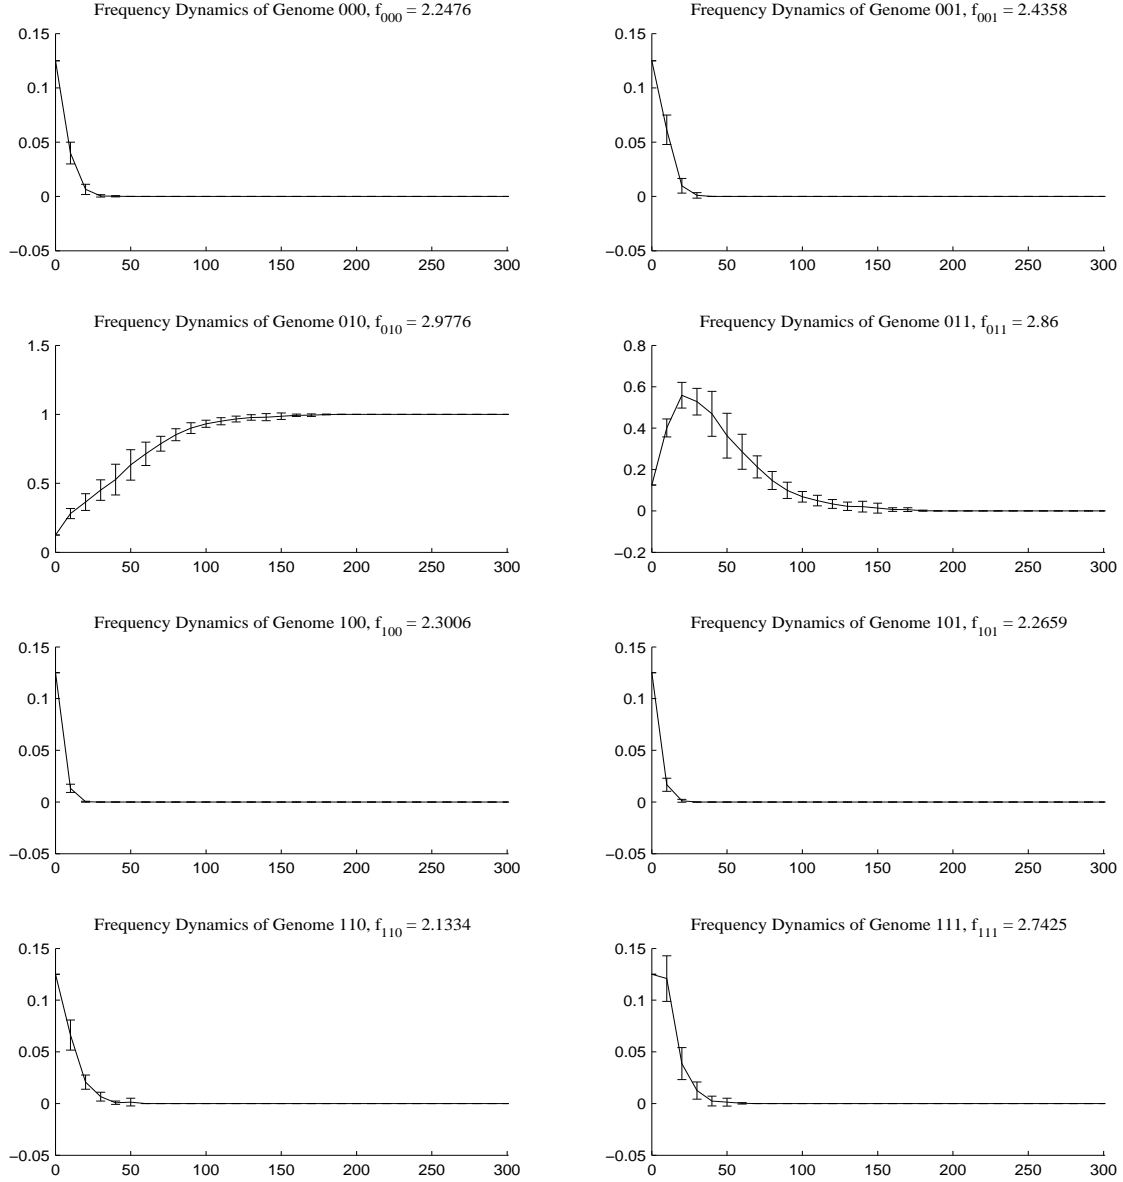 Frequency Dynamics of Genome 000, f000 = 2.2476
0.15
0.1
0.05
0
−0.05
0 50 100 150 200 250 300
Frequency Dynamics of Genome 001, f001 = 2.4358
0.15
0.1
0.05
0
−0.05
0 50 100 150 200 250 300
Frequency Dynamics of Genome 010, f010 = 2.9776
1.5
1
0.5
0
0 50 100 150 200 250 300
Frequency Dynamics of Genome 011, f011 = 2.86
0.8
0.6
0.4
0.2
0
−0.2
0 50 100 150 200 250 300
Frequency Dynamics of Genome 100, f100 = 2.3006
0.15
0.1
0.05
0
−0.05
0 50 100 150 200 250 300
Frequency Dynamics of Genome 101, f101 = 2.2659
0.15
0.1
0.05
0
−0.05
0 50 100 150 200 250 300
Frequency Dynamics of Genome 110, f110 = 2.1334
0.15
0.1
0.05
0
−0.05
0 50 100 150 200 250 300
Frequency Dynamics of Genome 111, f111 = 2.7425
0.15
0.1
0.05
0
−0.05
0 50 100 150 200 250 300